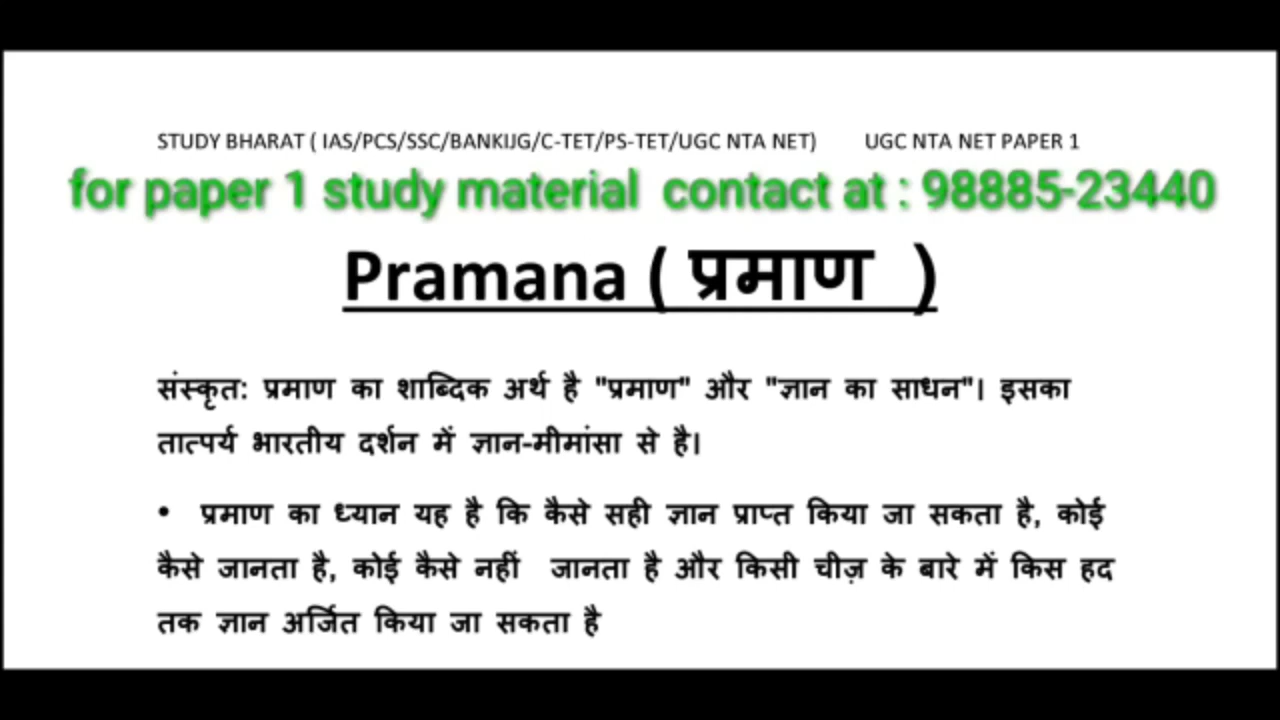 STUDY BHARAT ( IAS/PCS/SSC/BANKIJG/C-TET/PS-TET/UGC NTA NET) UGC NTA NET PAPER 1
for paper 1 study material contact at : 98885-23440
Pramana ( प्रमाण )
संस्कृत: प्रमाण का शाब्दिक अर्थ है "प्रमाण" और "ज्ञान का साधन"। इसका
तात्पर्य भारतीय दर्शन में ज्ञान-मीमांसा से है।
• प्रमाण का ध्यान यह है कि कैसे सही ज्ञान प्राप्त किया जा सकता है, कोई
कैसे जानता है, कोई कैसे नहीं जानता है और किसी चीज़ के बारे में किस हद
तक ज्ञान अर्जित किया जा सकता है